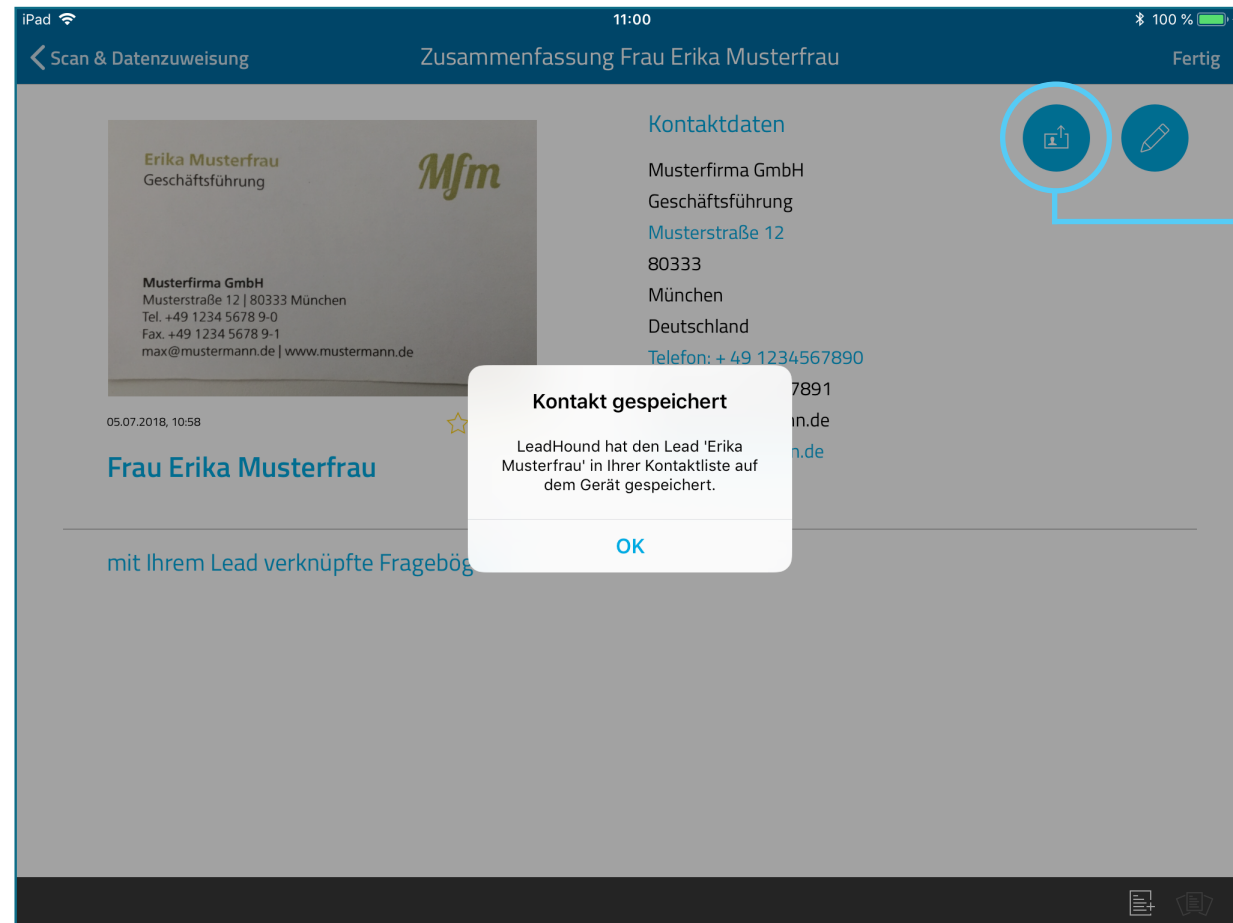 iPad 11:00 100 %
Scan & Datenzuweisung Zusammenfassung Frau Erika Musterfrau Fertig
Erika Musterfrau
Geschäftsführung
Mfm
Musterfirma GmbH
Musterstraße 12 | 80333 München
Tel. +49 1234 5678 9-0
Fax. +49 1234 5678 9-1
max@mustermann.de | www.mustermann.de
05.07.2018, 10:58
Frau Erika Musterfrau
Kontaktdaten
Musterfirma GmbH
Geschäftsführung
Musterstraße 12
80333
München
Deutschland
Telefon: + 49 1234567890
7891
n.de
n.de
Kontakt gespeichert
LeadHound hat den Lead 'Erika
Musterfrau' in Ihrer Kontaktliste auf
dem Gerät gespeichert.
OK
mit Ihrem Lead verknüpfte Fragebög